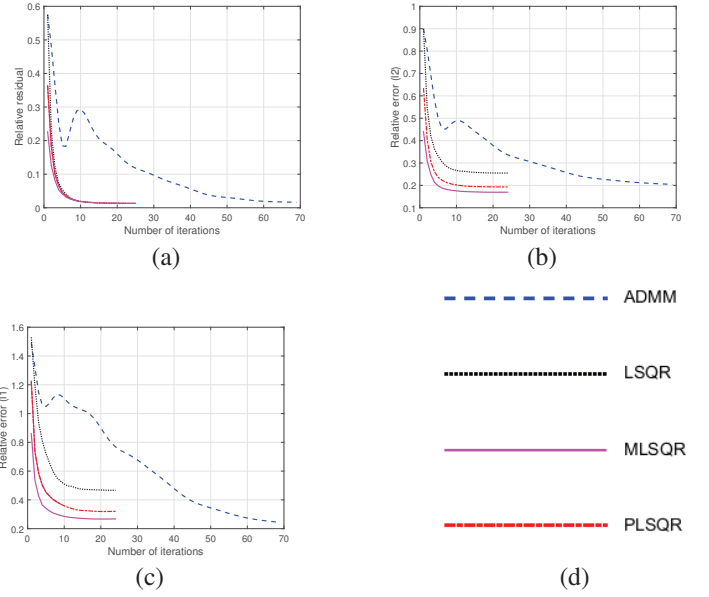 0.6
0.5
0.4
0.3
0.2
0.1
0
Relative residual
0 10 20 30 40 50 60 70
Number of iterations
(a)
1
0.9
0.8
0.7
0.6
0.5
0.4
0.3
0.2
0.1
Relative error (l2)
0 10 20 30 40 50 60 70
Number of iterations
(b)
1.6
1.4
1.2
1
0.8
0.6
0.4
0.2
Relative error (l1)
0 10 20 30 40 50 60 70
Number of iterations
(c)
ADMM
LSQR
MLSQR
PLSQR
(d)